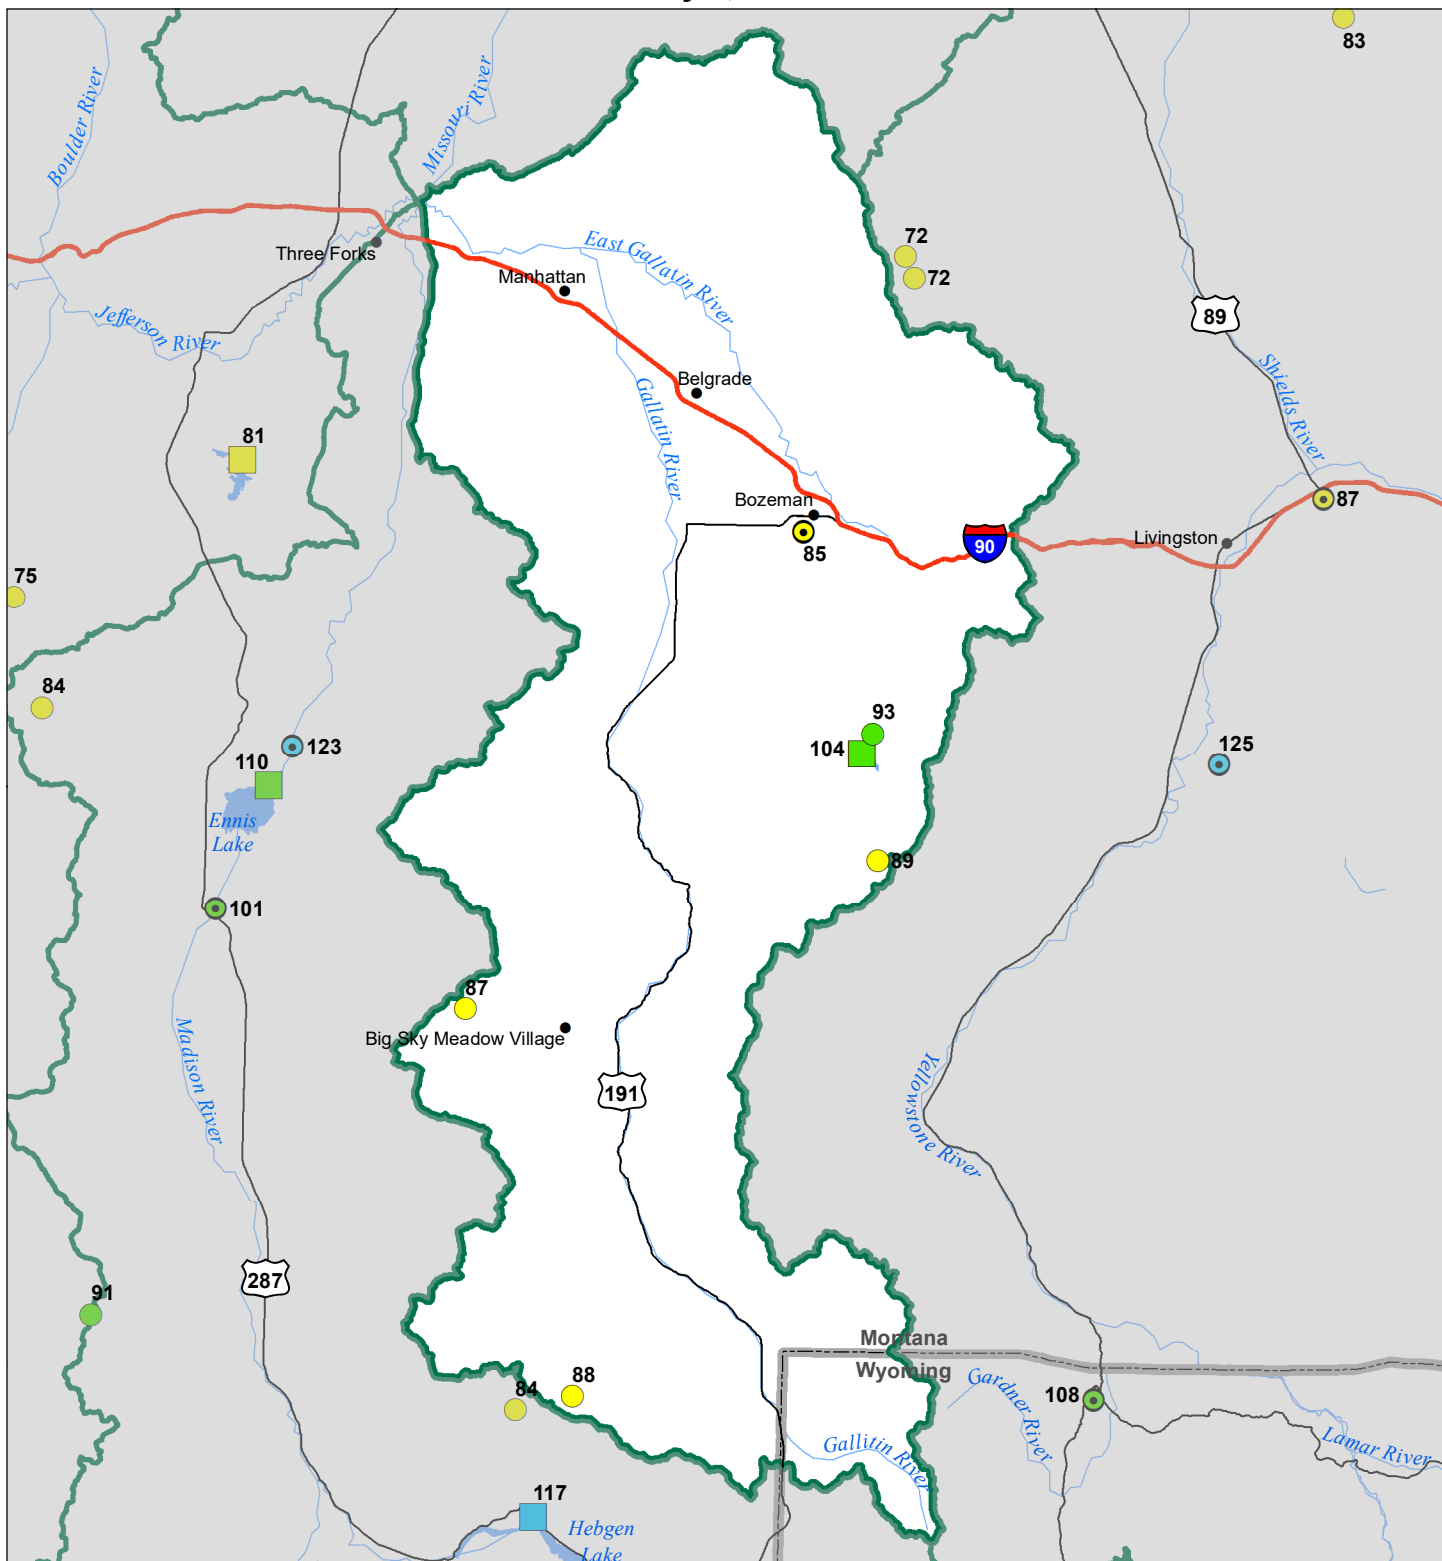 83
Boulder River
Missouri River
72
72
East Gallatin River
Three Forks
Manhattan
89
Jefferson River
Shields River
Belgrade
Gallatin River
81
Bozeman
87
85
90
Livingston
75
84
93
123
104
125
110
Ennis
Lake
89
101
87
Big Sky Meadow Village
Madison River
191
Yellowstone River
287
91
Montana
Wyoming
88
84
Gardner River
108
Gallitin River
Lamar River
117
Hebgen
Lake